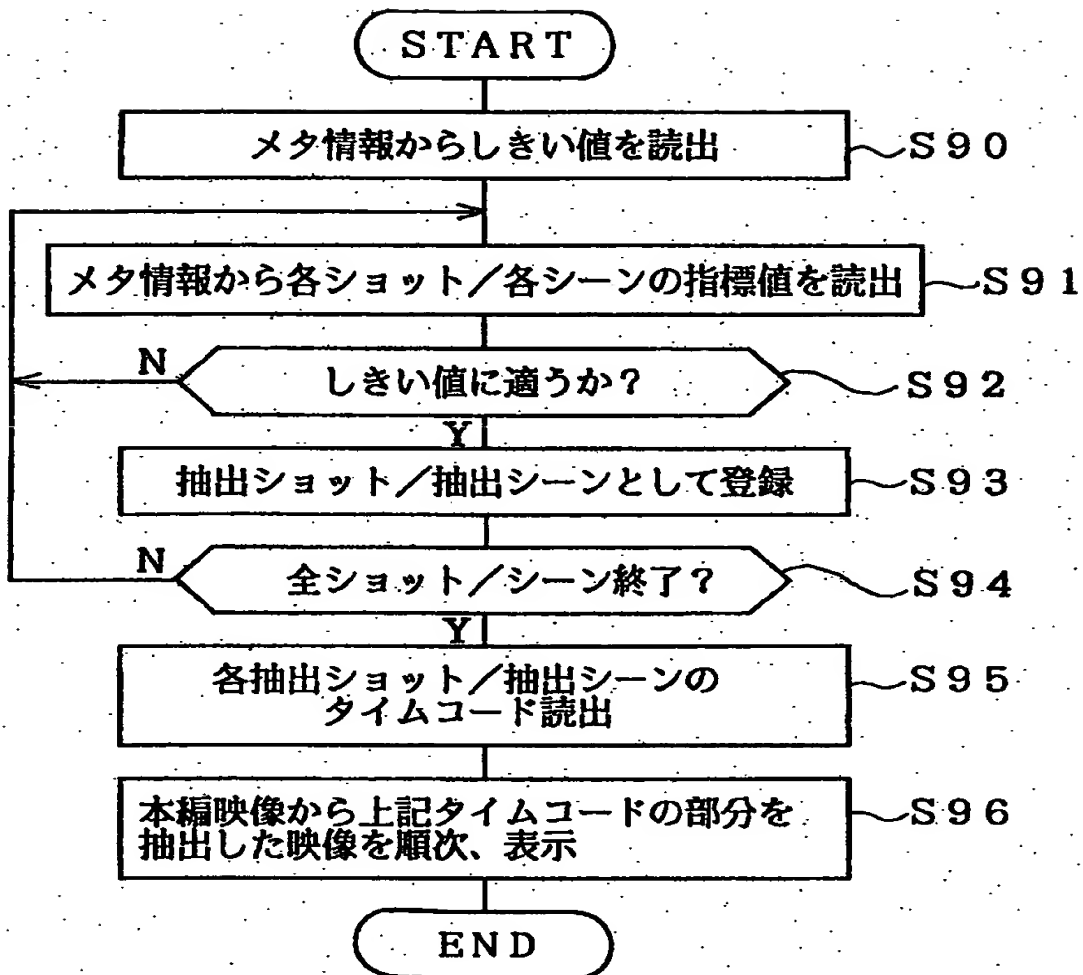 START
メタ情報からしきい値を読出
S90
メタ情報から各ショット／各シーンの指標値を読出
S91
N
しきい値に適うか？
S92
Y
抽出ショット／抽出シーンとして登録
S93
N
全ショット／シーン終了？
S94
Y
各抽出ショット／抽出シーンの
タイムコード読出
S95
本編映像から上記タイムコードの部分を
抽出した映像を順次、表示
S96
END